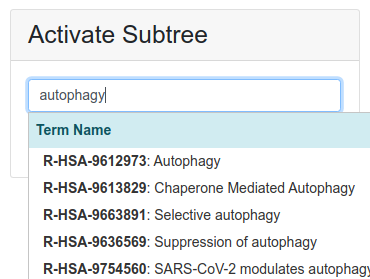 Activate Subtree
autophagy
Term Name
R-HSA-9612973: Autophagy
R-HSA-9613829: Chaperone Mediated Autophagy
R-HSA-9663891: Selective autophagy
R-HSA-9636569: Suppression of autophagy
R-HSA-9754560: SARS-CoV-2 modulates autophagy